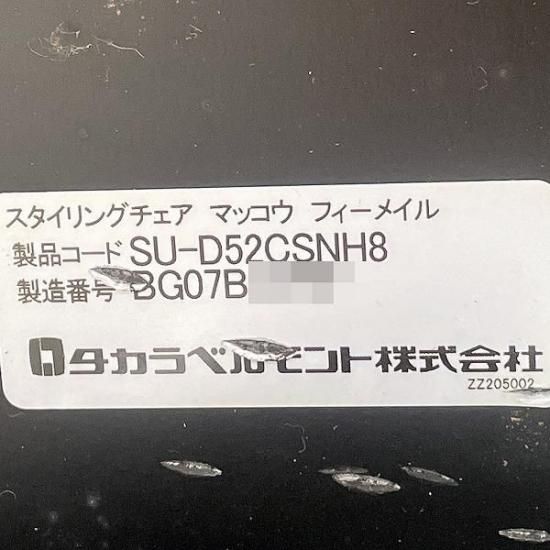 スタイリングチェア マッコウ フィーメイル
製品コード SU-D52CSNH8
製造番号 BG07B
タカラベルモント株式会社
ZZ205002